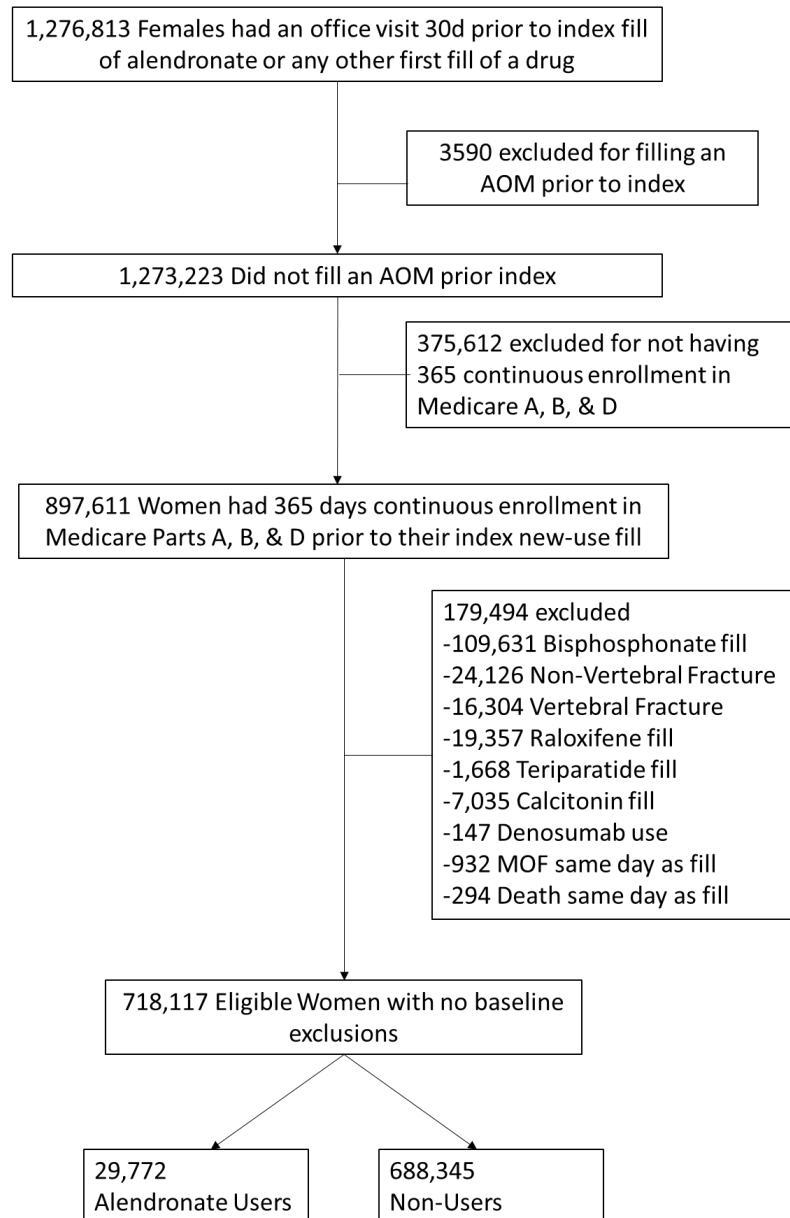 1,276,813 Females had an office visit 30d prior to index fill
of alendronate or any other first fill of a drug
3590 excluded for filling an
AOM prior to index
1,273,223 Did not fill an AOM prior index
375,612 excluded for not having
365 continuous enrollment in
Medicare A, B, & D
897,611 Women had 365 days continuous enrollment in
Medicare Parts A, B, & D prior to their index new-use fill
179,494 excluded
-109,631 Bisphosphonate fill
-24,126 Non-Vertebral Fracture
-16,304 Vertebral Fracture
-19,357 Raloxifene fill
-1,668 Teriparatide fill
-7,035 Calcitonin fill
-147 Denosumab use
-932 MOF same day as fill
-294 Death same day as fill
718,117 Eligible Women with no baseline
exclusions
29,772
Alendronate Users
688,345
Non-Users